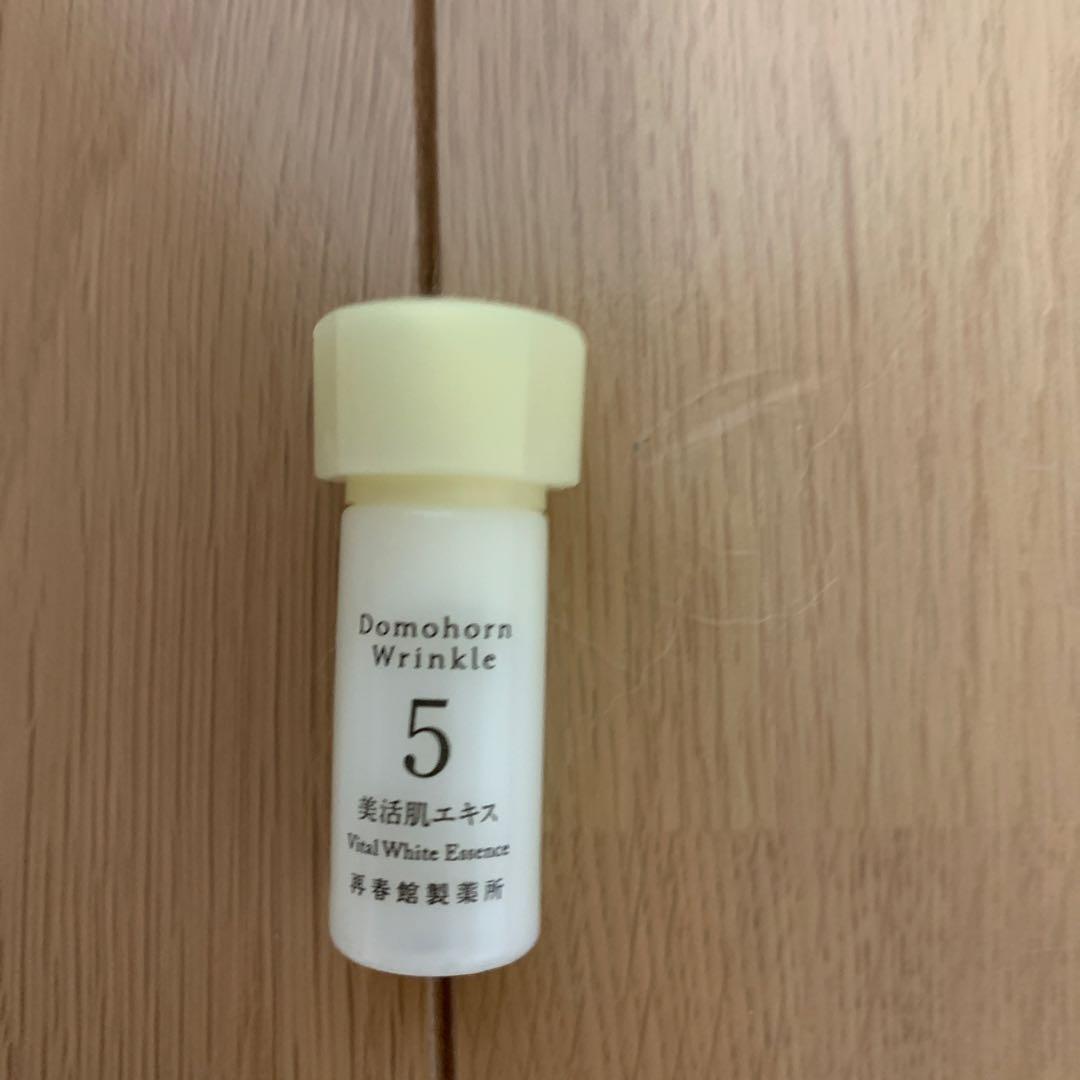 Domohorn
Wrinkle
5
美活肌エキス
Vital White Essence
再春館製薬所